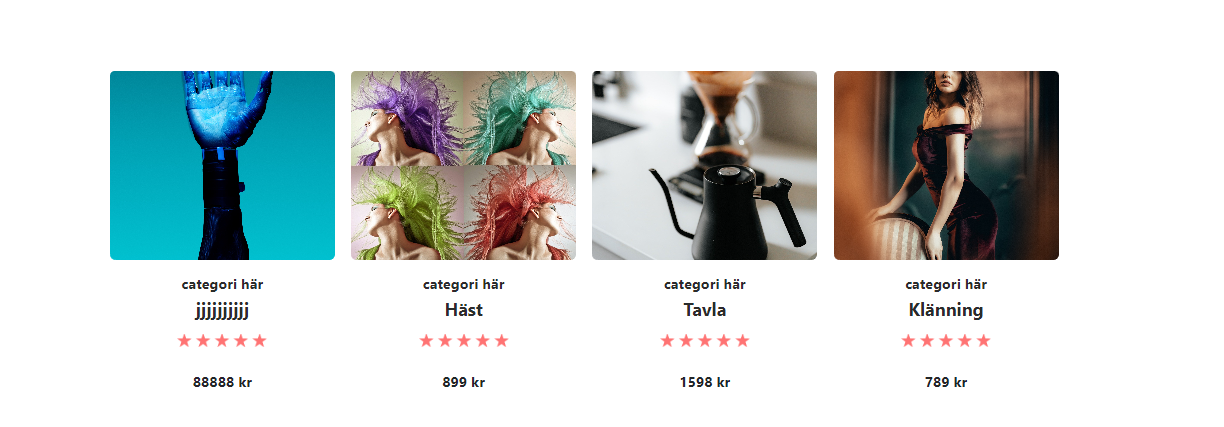 categori här
jjjjjjjjjj
88888 kr
categori här
Häst
899 kr
categori här
Tavla
1598 kr
categori här
Klänning
789 kr